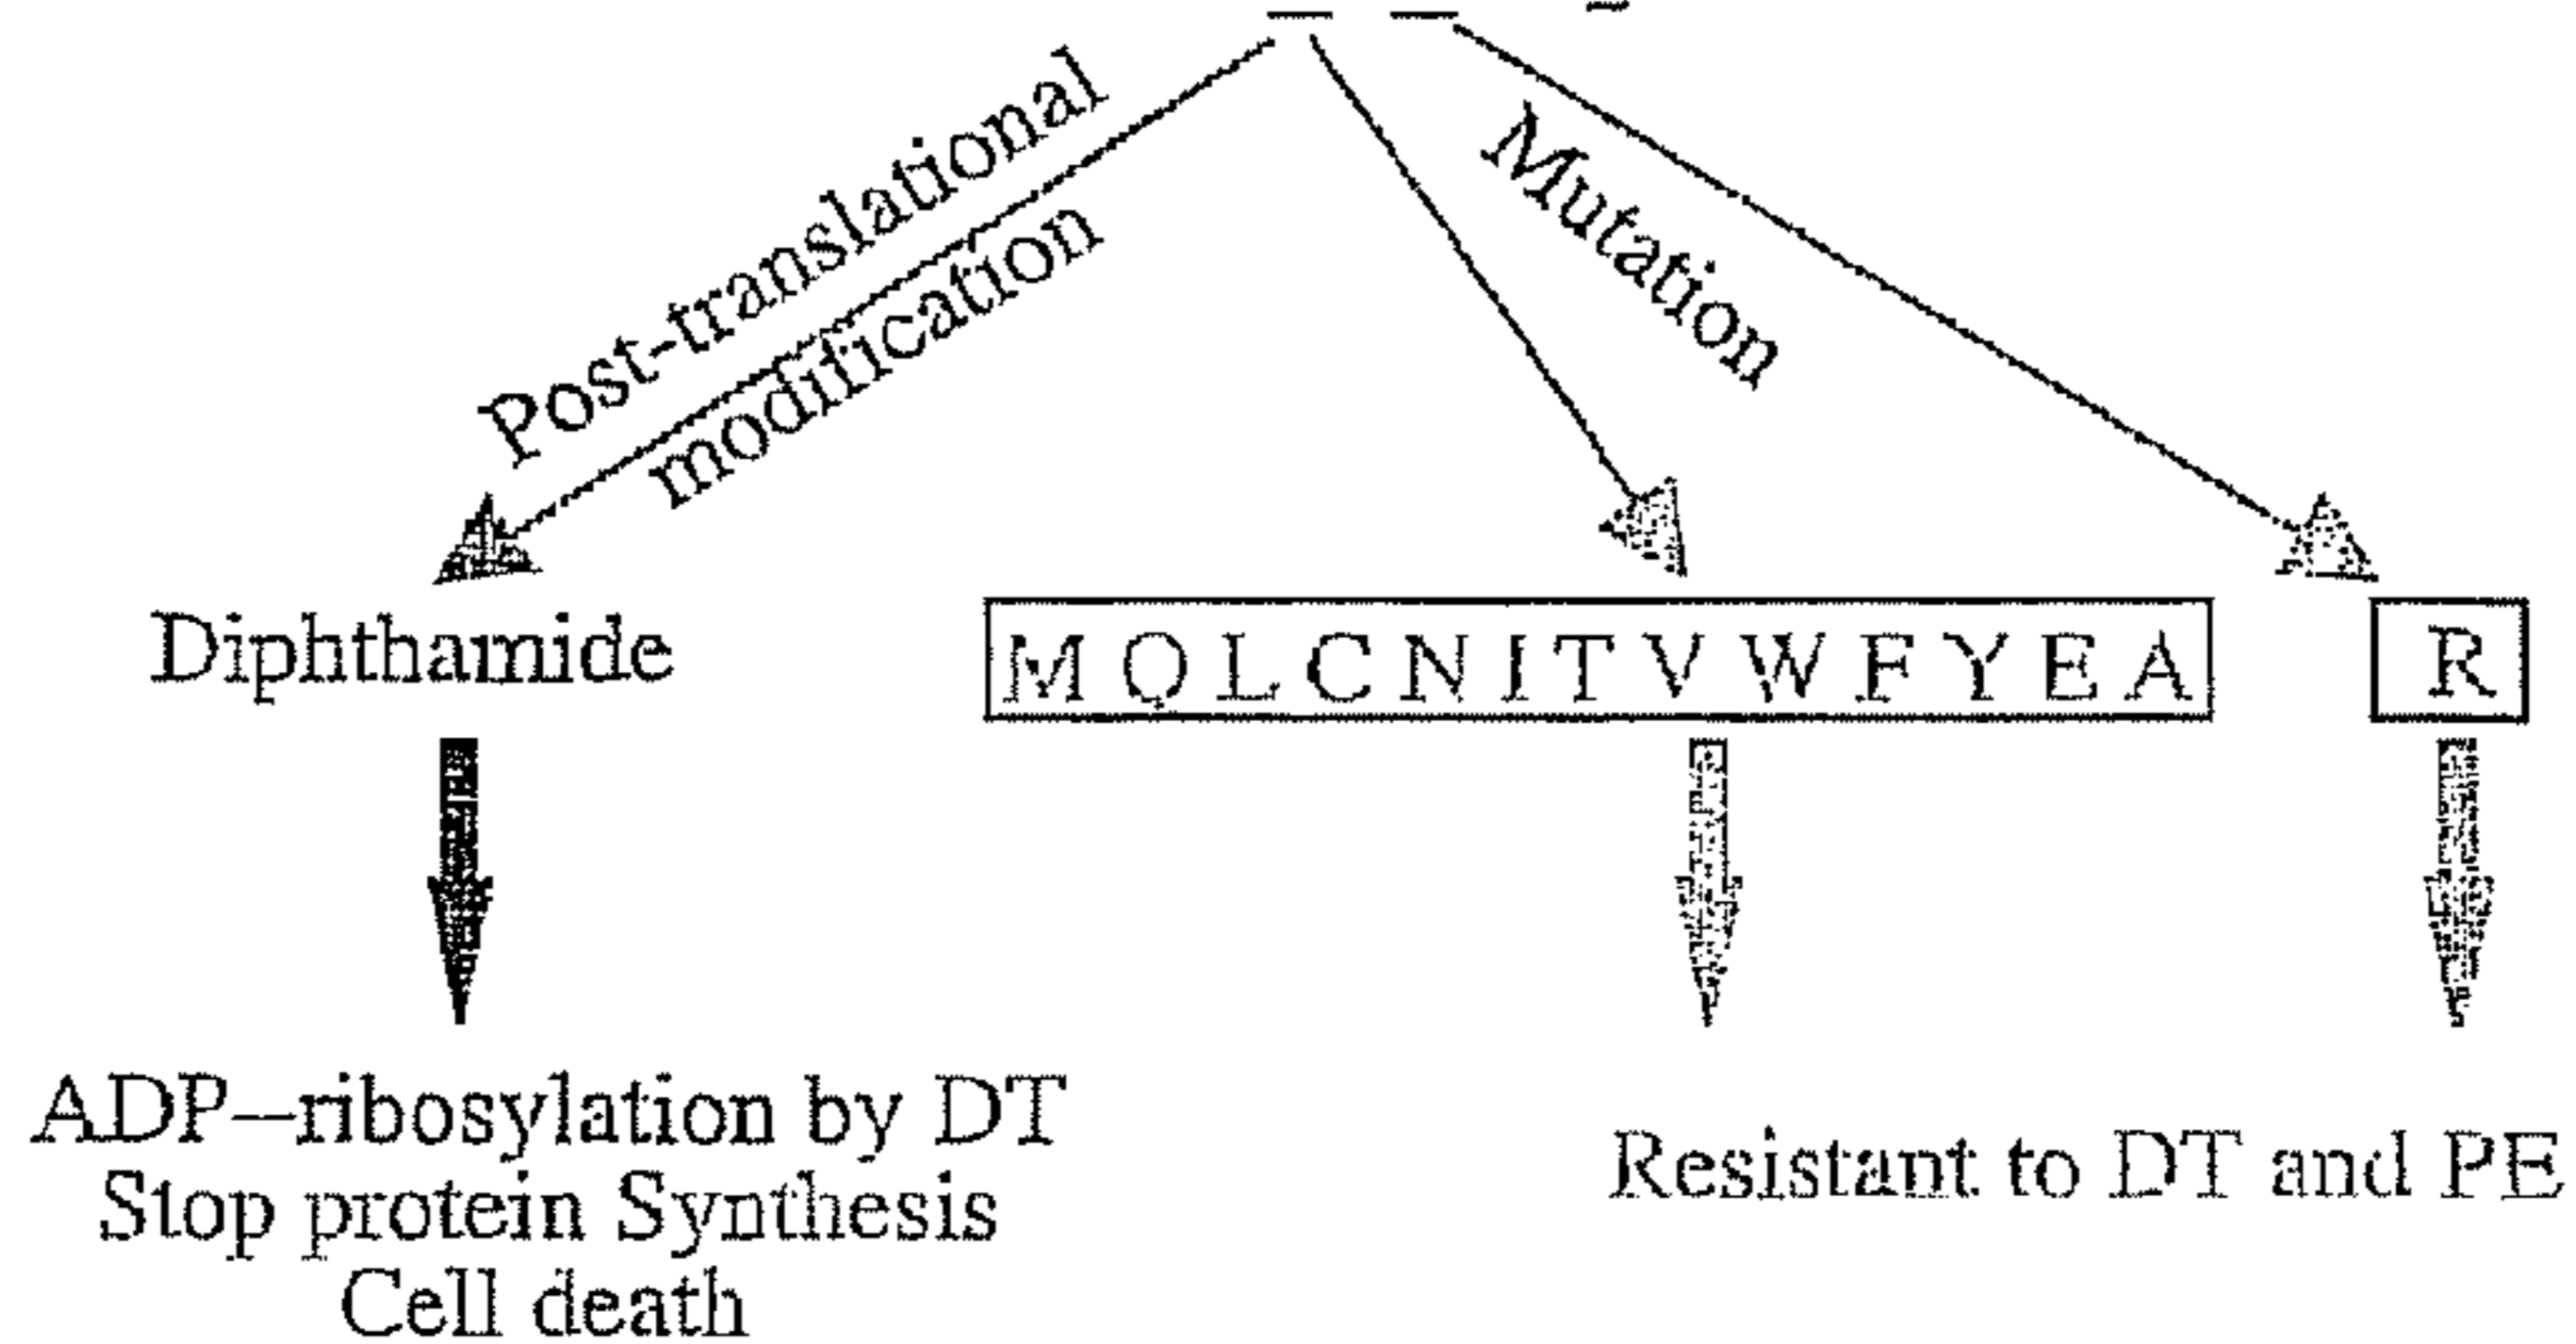 Post-translational
modification
Mutation
Diphthamide
M Q L C N I T V W F Y E A
R
ADP–ribosylation by DT
Stop protein Synthesis
Cell death
Resistant to DT and PE